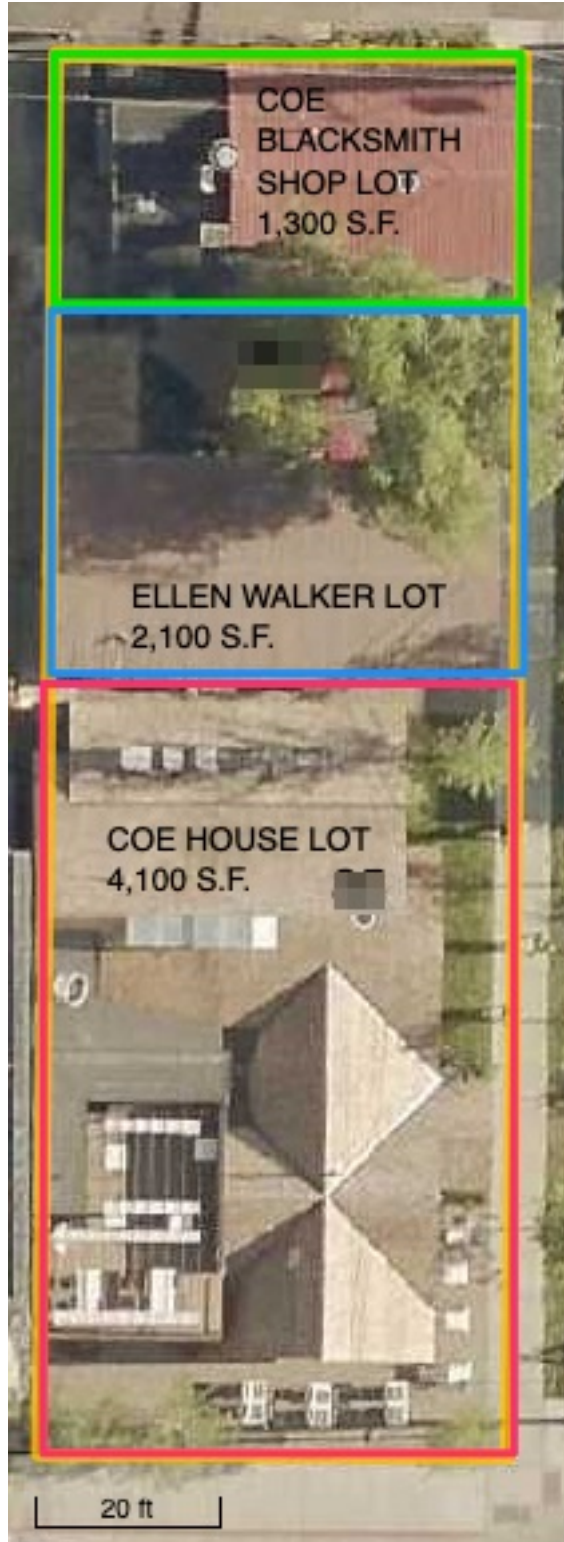 COE
BLACKSMITH
SHOP LOT
1,300 S.F.
ELLEN WALKER LOT
2,100 S.F.
COE HOUSE LOT
4,100 S.F.
20 ft